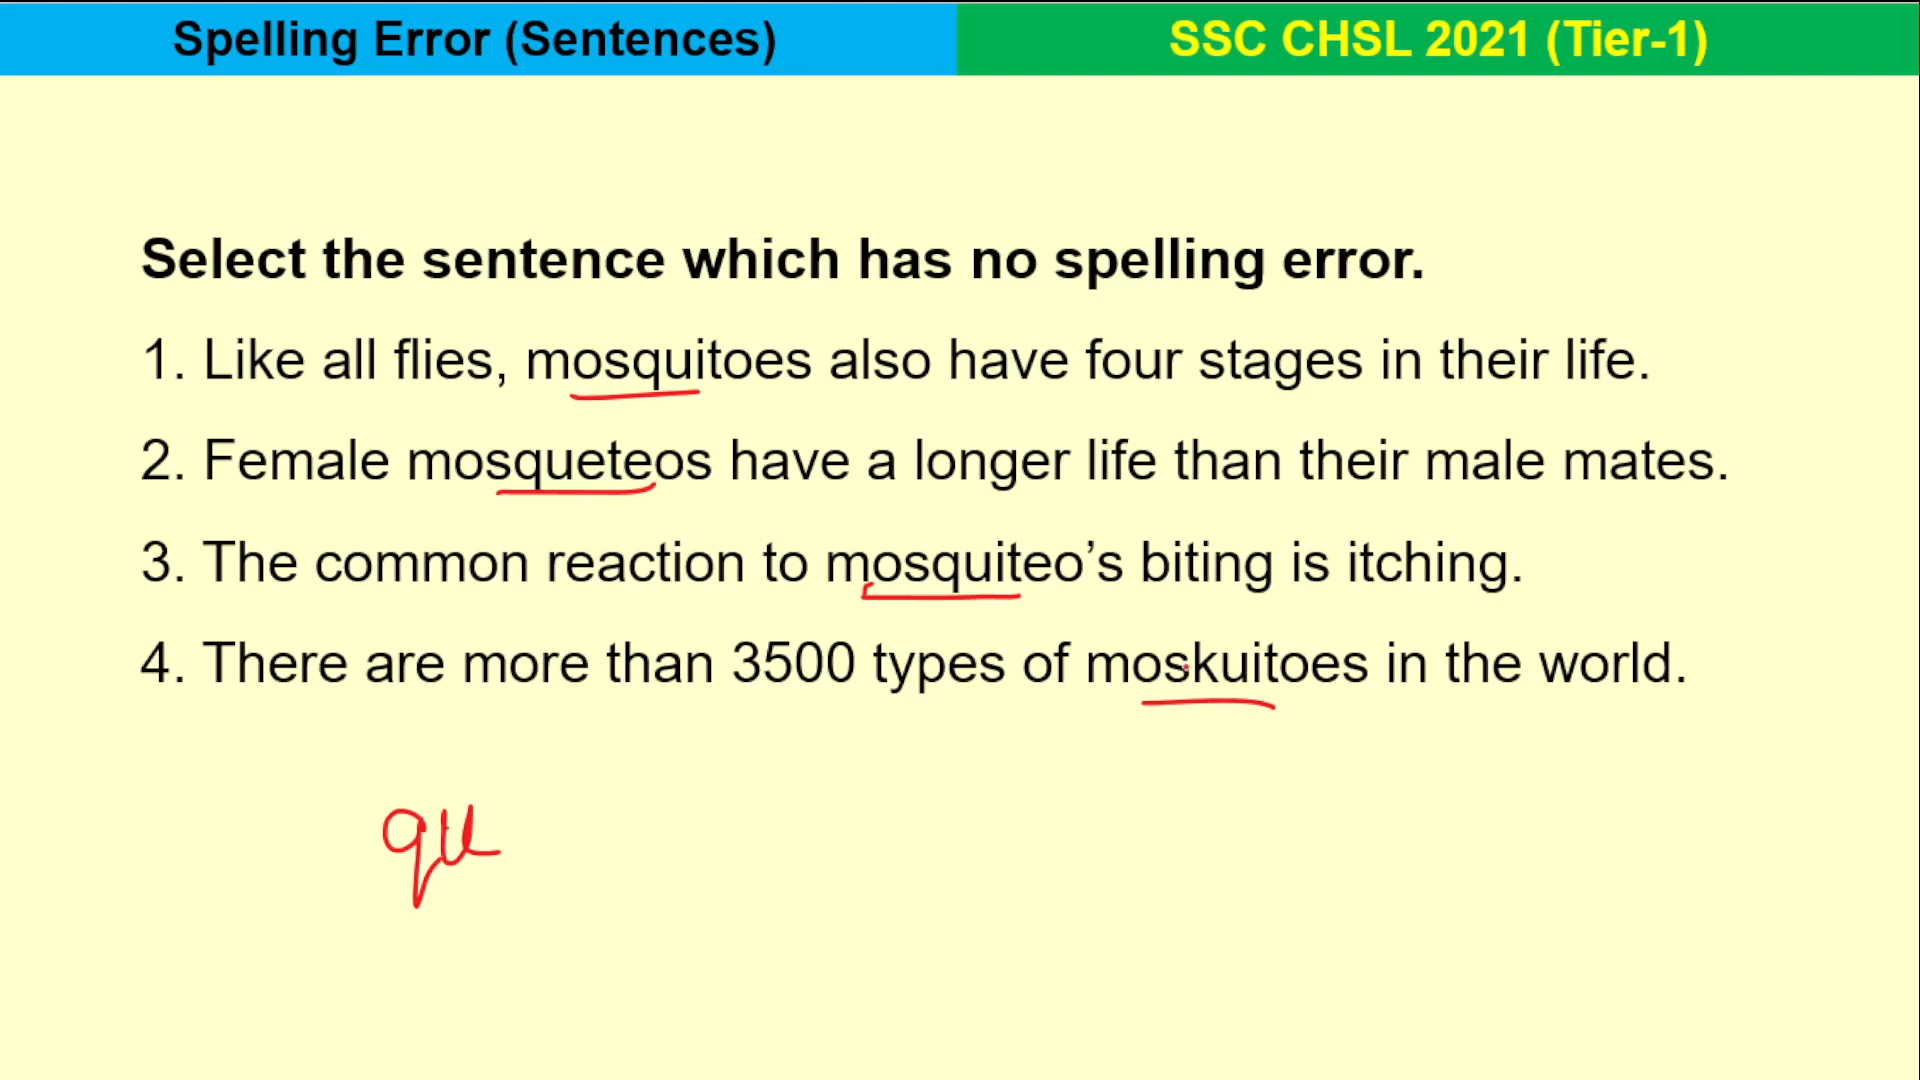 Spelling Error (Sentences)
SSC CHSL 2021 (Tier-1)
Select the sentence which has no spelling error.
1. Like all flies, mosquitoes also have four stages in their life.
2. Female mosqueteos have a longer life than their male mates.
3. The common reaction to mosquiteo’s biting is itching.
4. There are more than 3500 types of moskuitoes in the world.
qu